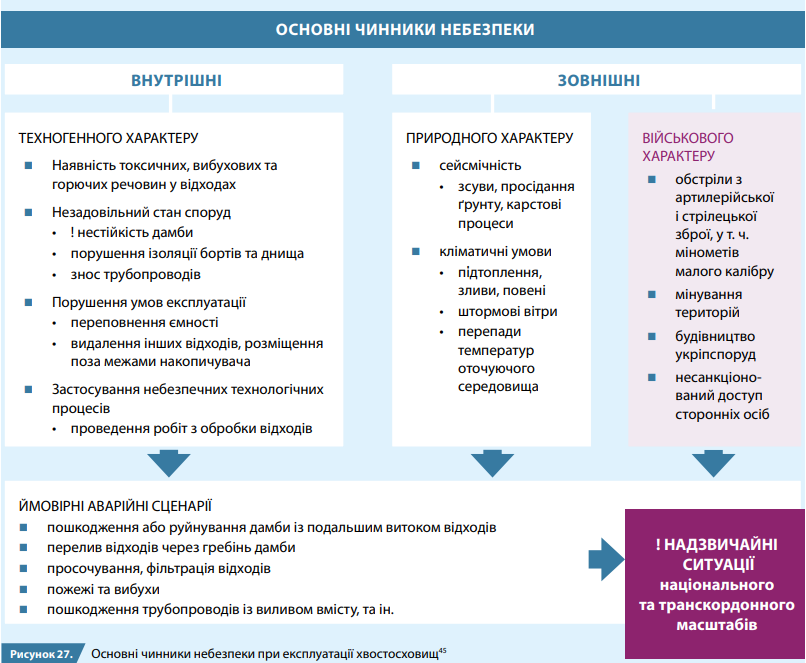 ОСНОВНІ ЧИННИКИ НЕБЕЗПЕКИ
ВНУТРІШНІ
ЗОВНІШНІ
ТЕХНОГЕННОГО ХАРАКТЕРУ
■ Наявність токсичних, вибухових та
горючих речовин у відходах
■ Незадовільний стан споруд
• ! нестійкість дамби
• порушення ізоляції бортів та днища
• знос трубопроводів
■ Порушення умов експлуатації
• переповнення ємності
• видалення інших відходів, розміщення
поза межами накопичувача
■ Застосування небезпечних технологічних
процесів
• проведення робіт з обробки відходів
ПРИРОДНОГО ХАРАКТЕРУ
■ сейсмічність
• зсуви, просідання
ґрунту, карстові
процеси
■ кліматичні умови
• підтоплення,
зливи, повені
• штормові вітри
• перепади
температур
оточуючого
середовища
ВІЙСЬКОВОГО
ХАРАКТЕРУ
■ обстріли з
артилерійської
і стрілецької
зброї, у т. ч.
мінометів
малого калібру
■ мінування
територій
■ будівництво
укріпспоруд
■ несанкціоно-
ваний доступ
сторонніх осіб
ЙМОВІРНІ АВАРІЙНІ СЦЕНАРІЇ
■ пошкодження або руйнування дамби із подальшим витоком відходів
■ перелив відходів через гребінь дамби
■ просочування, фільтрація відходів
■ пожежі та вибухи
■ пошкодження трубопроводів із виливом вмісту, та ін.
! НАДЗВИЧАЙНІ
СИТУАЦІЇ
національного
та транскордонного
масштабів
Рисунок 27. Основні чинники небезпеки при експлуатації хвостосховищ⁴⁵